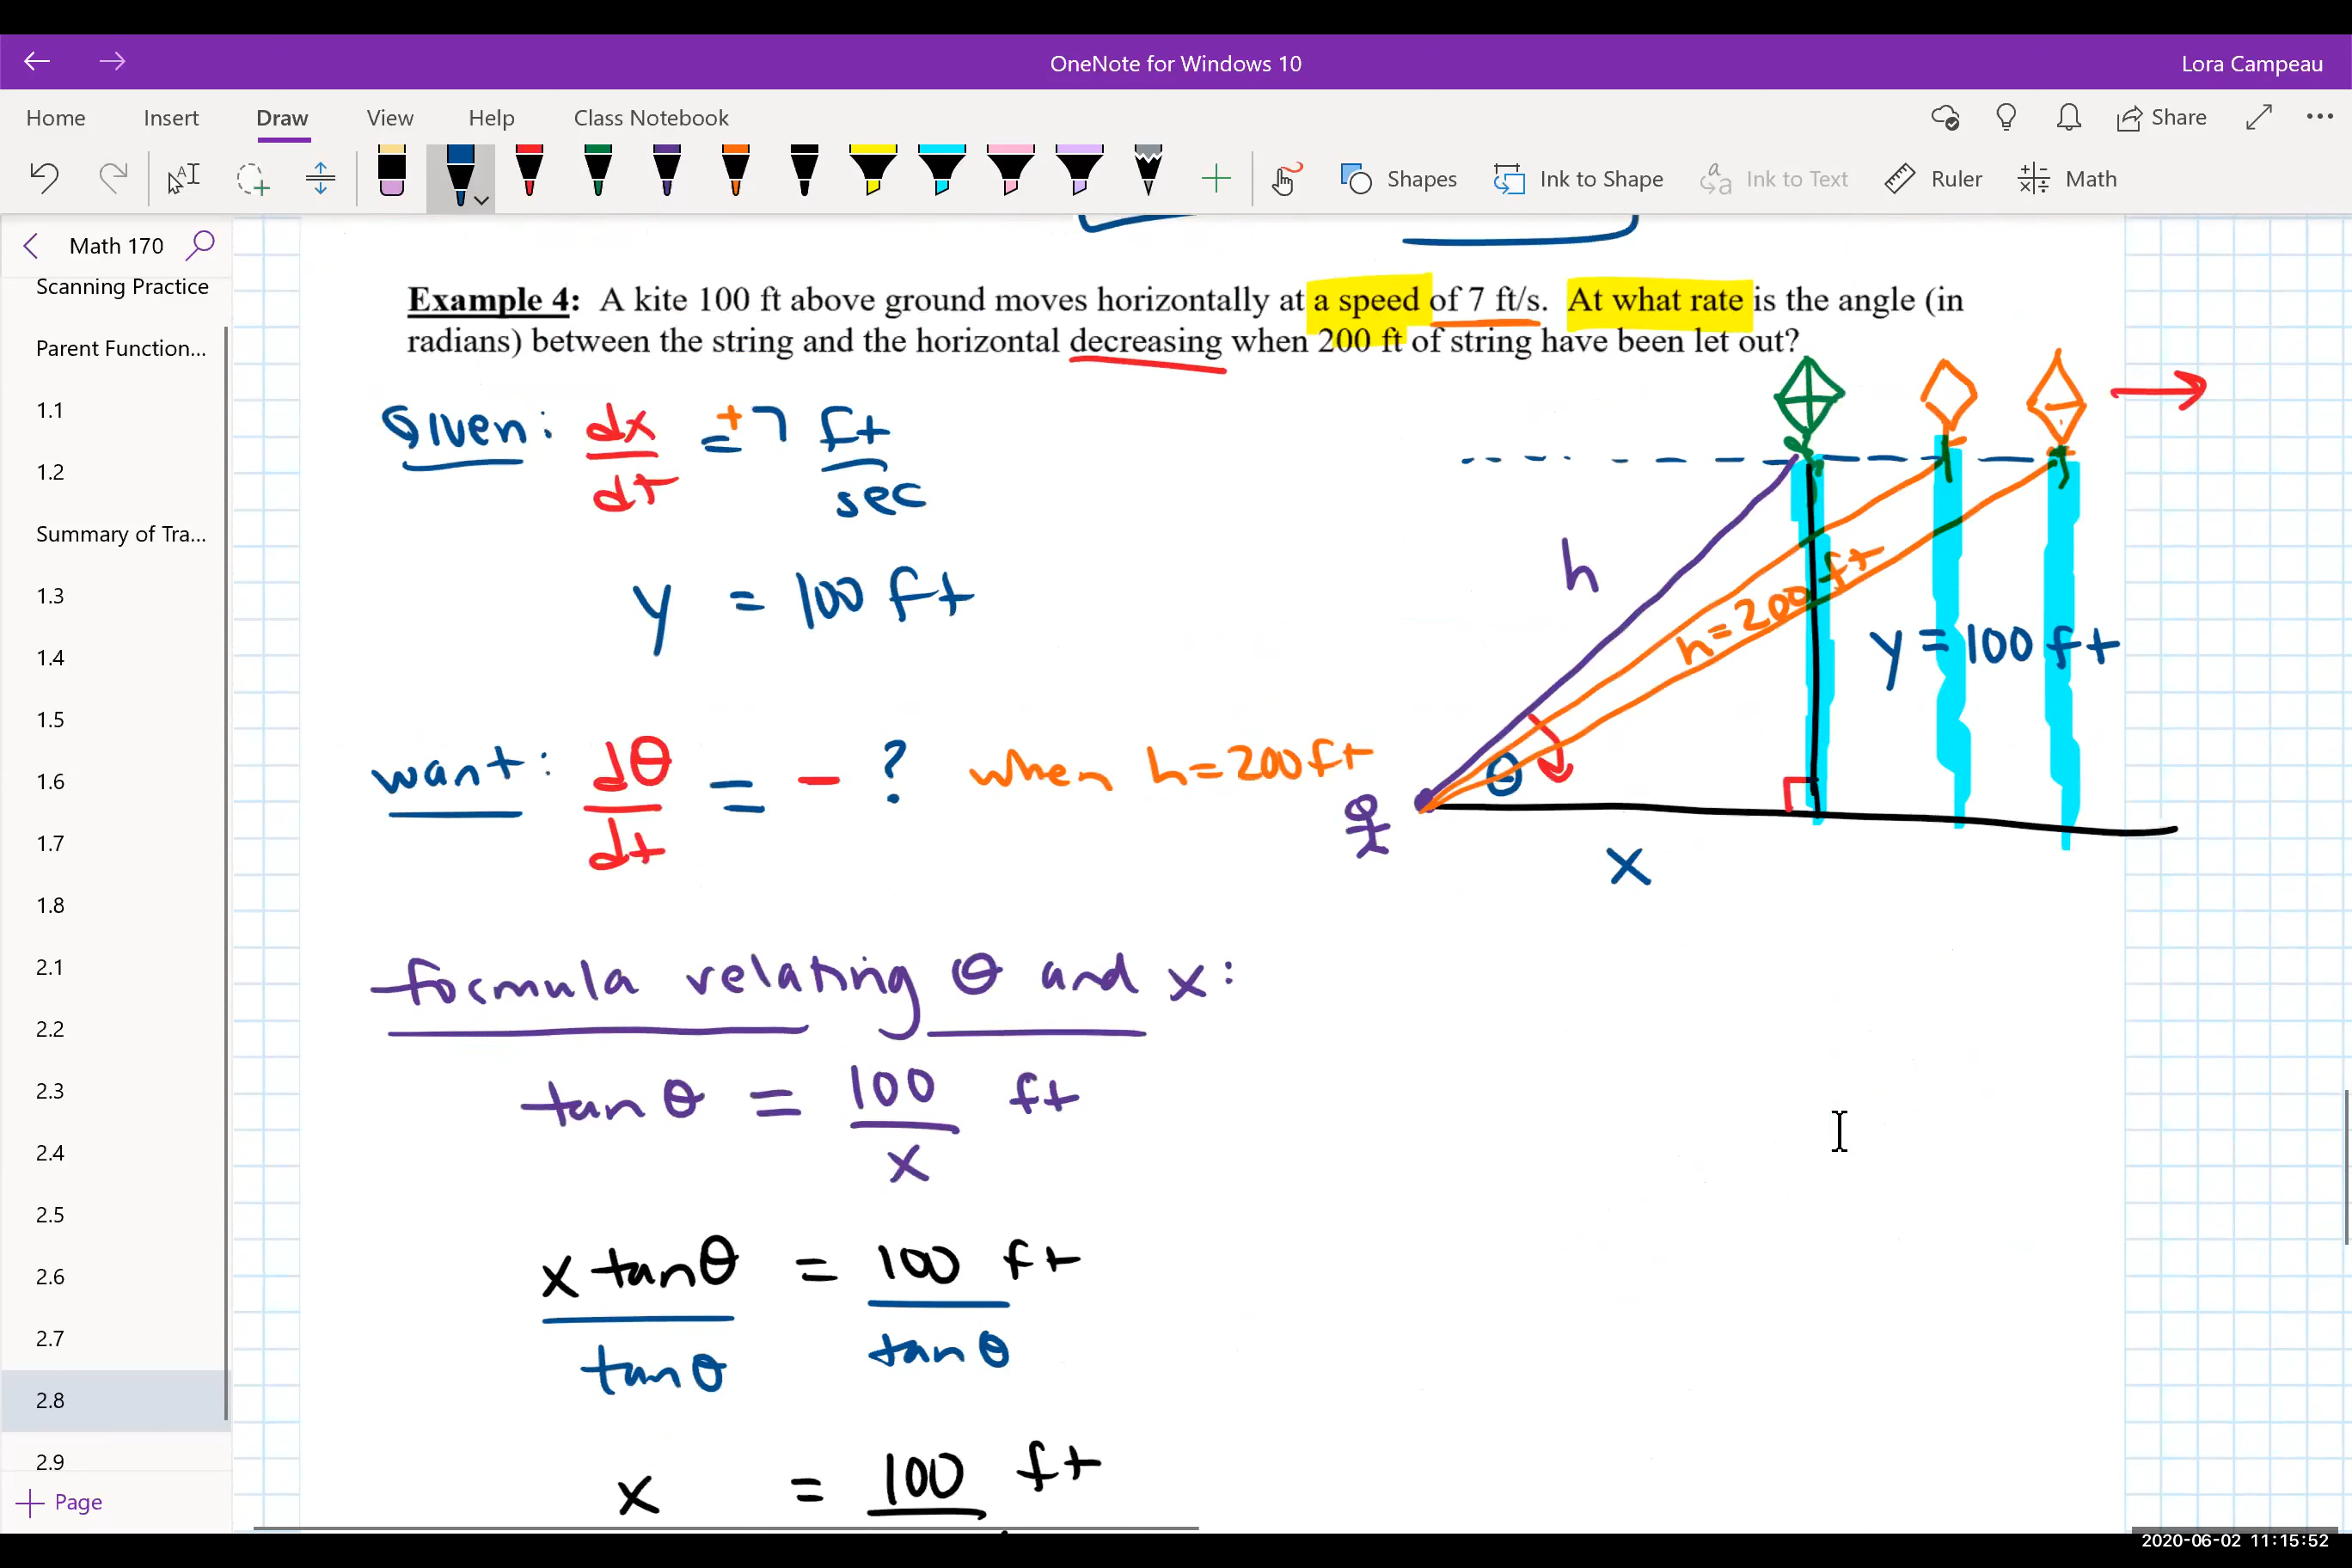 OneNote for Windows 10
Lora Campeau
Home Insert Draw View Help Class Notebook
Share
Shapes Ink to Shape Ink to Text Ruler Math
Math 170
Scanning Practice
Parent Function...
1.1
1.2
Summary of Tra...
1.3
1.4
1.5
1.6
1.7
1.8
2.1
2.2
2.3
2.4
2.5
2.6
2.7
2.8
2.9
Page
Example 4: A kite 100 ft above ground moves horizontally at a speed of 7 ft/s. At what rate is the angle (in
radians) between the string and the horizontal decreasing when 200 ft of string have been let out?
Given: dx/dt = +7 ft/sec
y = 100 ft
want: dθ/dt = - ? when h=200ft
h
h=200 ft
y = 100 ft
θ
x
formula relating θ and x:
tan θ = 100/x ft
x tanθ / tanθ = 100 ft / tan θ
x = 100 ft
2020-06-02 11:15:52